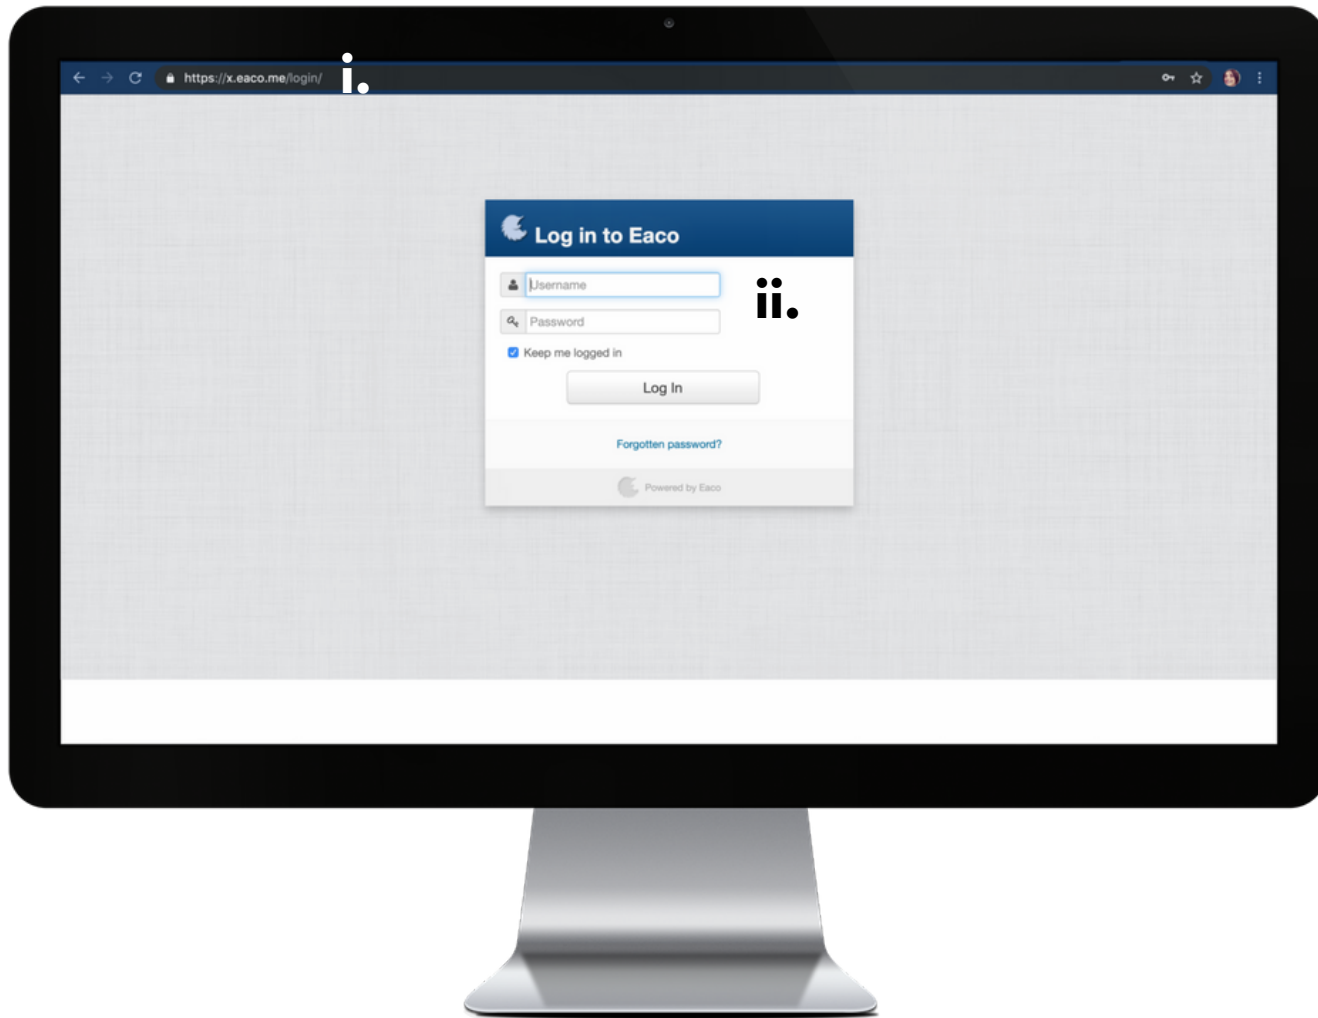 i.
https://x.eaco.me/login/
Log in to Eaco
Username
ii.
Password
Keep me logged in
Log In
Forgotten password?
Powered by Eaco